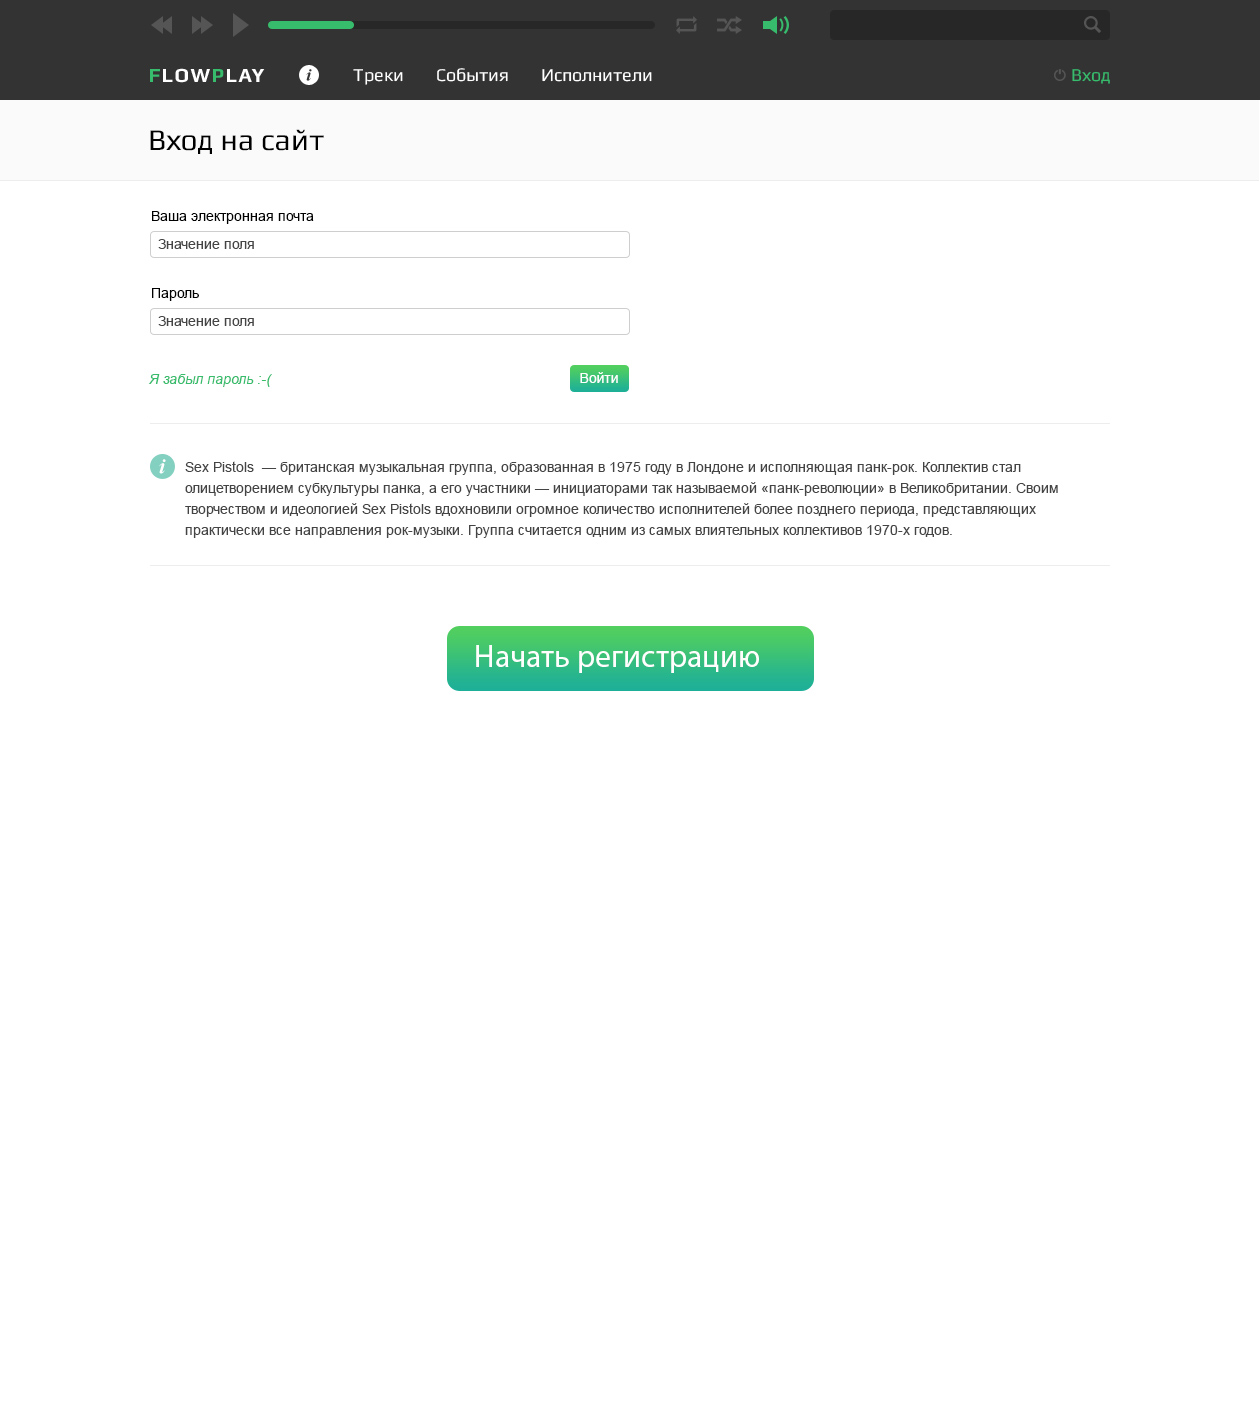 FLOWPLAY
i
Треки
События
Исполнители
Вход
Вход на сайт
Ваша электронная почта
Значение поля
Пароль
Значение поля
Я забыл пароль :-(
Войти
i
Sex Pistols — британская музыкальная группа, образованная в 1975 году в Лондоне и исполняющая панк-рок. Коллектив стал
олицетворением субкультуры панка, а его участники — инициаторами так называемой «панк-революции» в Великобритании. Своим
творчеством и идеологией Sex Pistols вдохновили огромное количество исполнителей более позднего периода, представляющих
практически все направления рок-музыки. Группа считается одним из самых влиятельных коллективов 1970-х годов.
Начать регистрацию